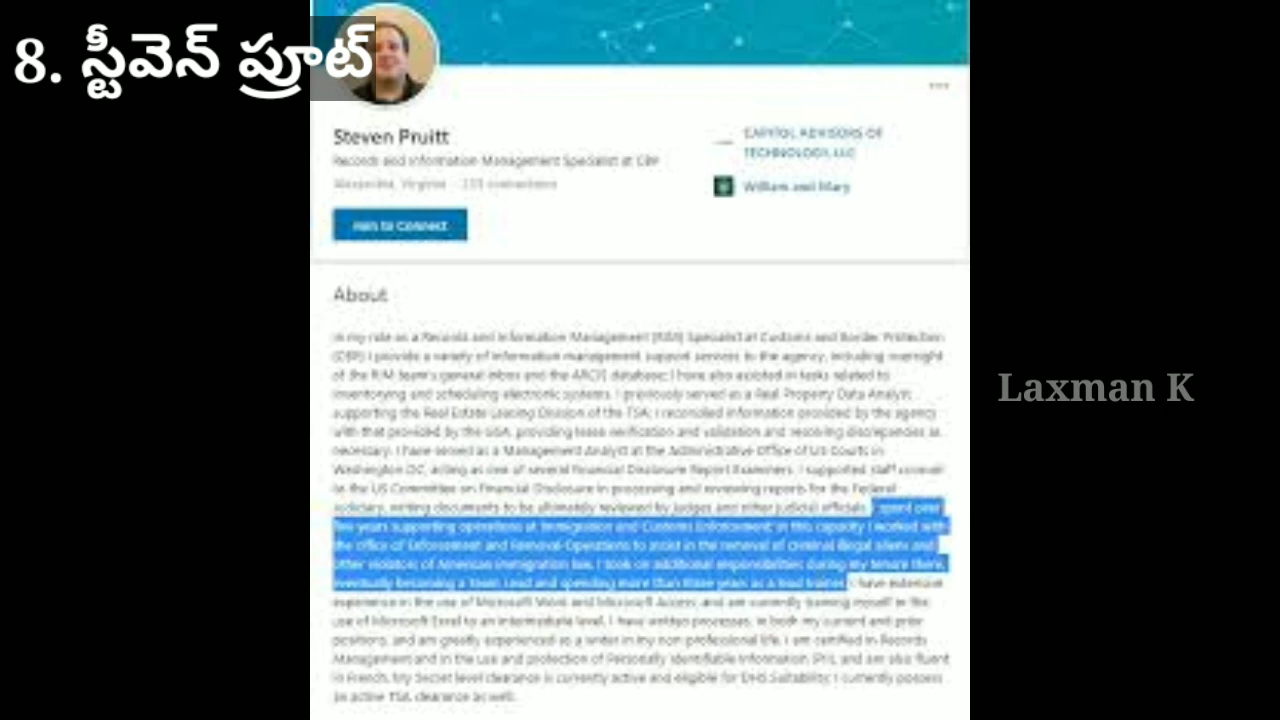 8. స్టీవెన్ ప్రూట్
Steven Pruitt
Records and Information Management Specialist at CBP
Alexandria, Virginia
CAPITOL ADVISORS OF
TECHNOLOGY, LLC
William and Mary
Join to Connect
About
In my role as a Records and Information Management (RIM) Specialist at Customs and Border Protection
(CBP) I provide a variety of information management support services to the agency, including oversight
of the RIM team's general inbox and the ARCIS database; I have also assisted in tasks related to
inventorying and scheduling electronic systems. I previously served as a Real Property Data Analyst
supporting the Real Estate Leasing Division of the TSA; I reconciled information provided by the agency
with that provided by the GSA, providing lease verification and validation and resolving discrepancies as
necessary. I have served as a Management Analyst at the Administrative Office of US Courts in
Washington DC, acting as one of several Financial Disclosure Report Examiners. I supported staff counsel
to the US Committee on Financial Disclosure in processing and reviewing reports for the Federal
Judiciary, writing documents to be ultimately reviewed by judges and other judicial officials. I spent over
five years supporting operations at Immigration and Customs Enforcement; in this capacity I worked with
the office of Enforcement and Removal Operations to assist in the removal of criminal illegal aliens and
other violators of American immigration law. I took on additional responsibilities during my tenure there,
eventually becoming a Team Lead and spending more than three years as a lead trainer. I have extensive
experience in the use of Microsoft Word and Microsoft Access, and am currently training myself in the
use of Microsoft Excel to an intermediate level. I have written processes, in both my current and prior
positions, and am greatly experienced as a writer in my non professional life. I am certified in Records
Management and in the use and protection of Personally Identifiable Information (PII), and am also fluent
in French. My Secret level clearance is currently active and eligible for DHS Suitability; I currently possess
an active TSA clearance as well.
Laxman K